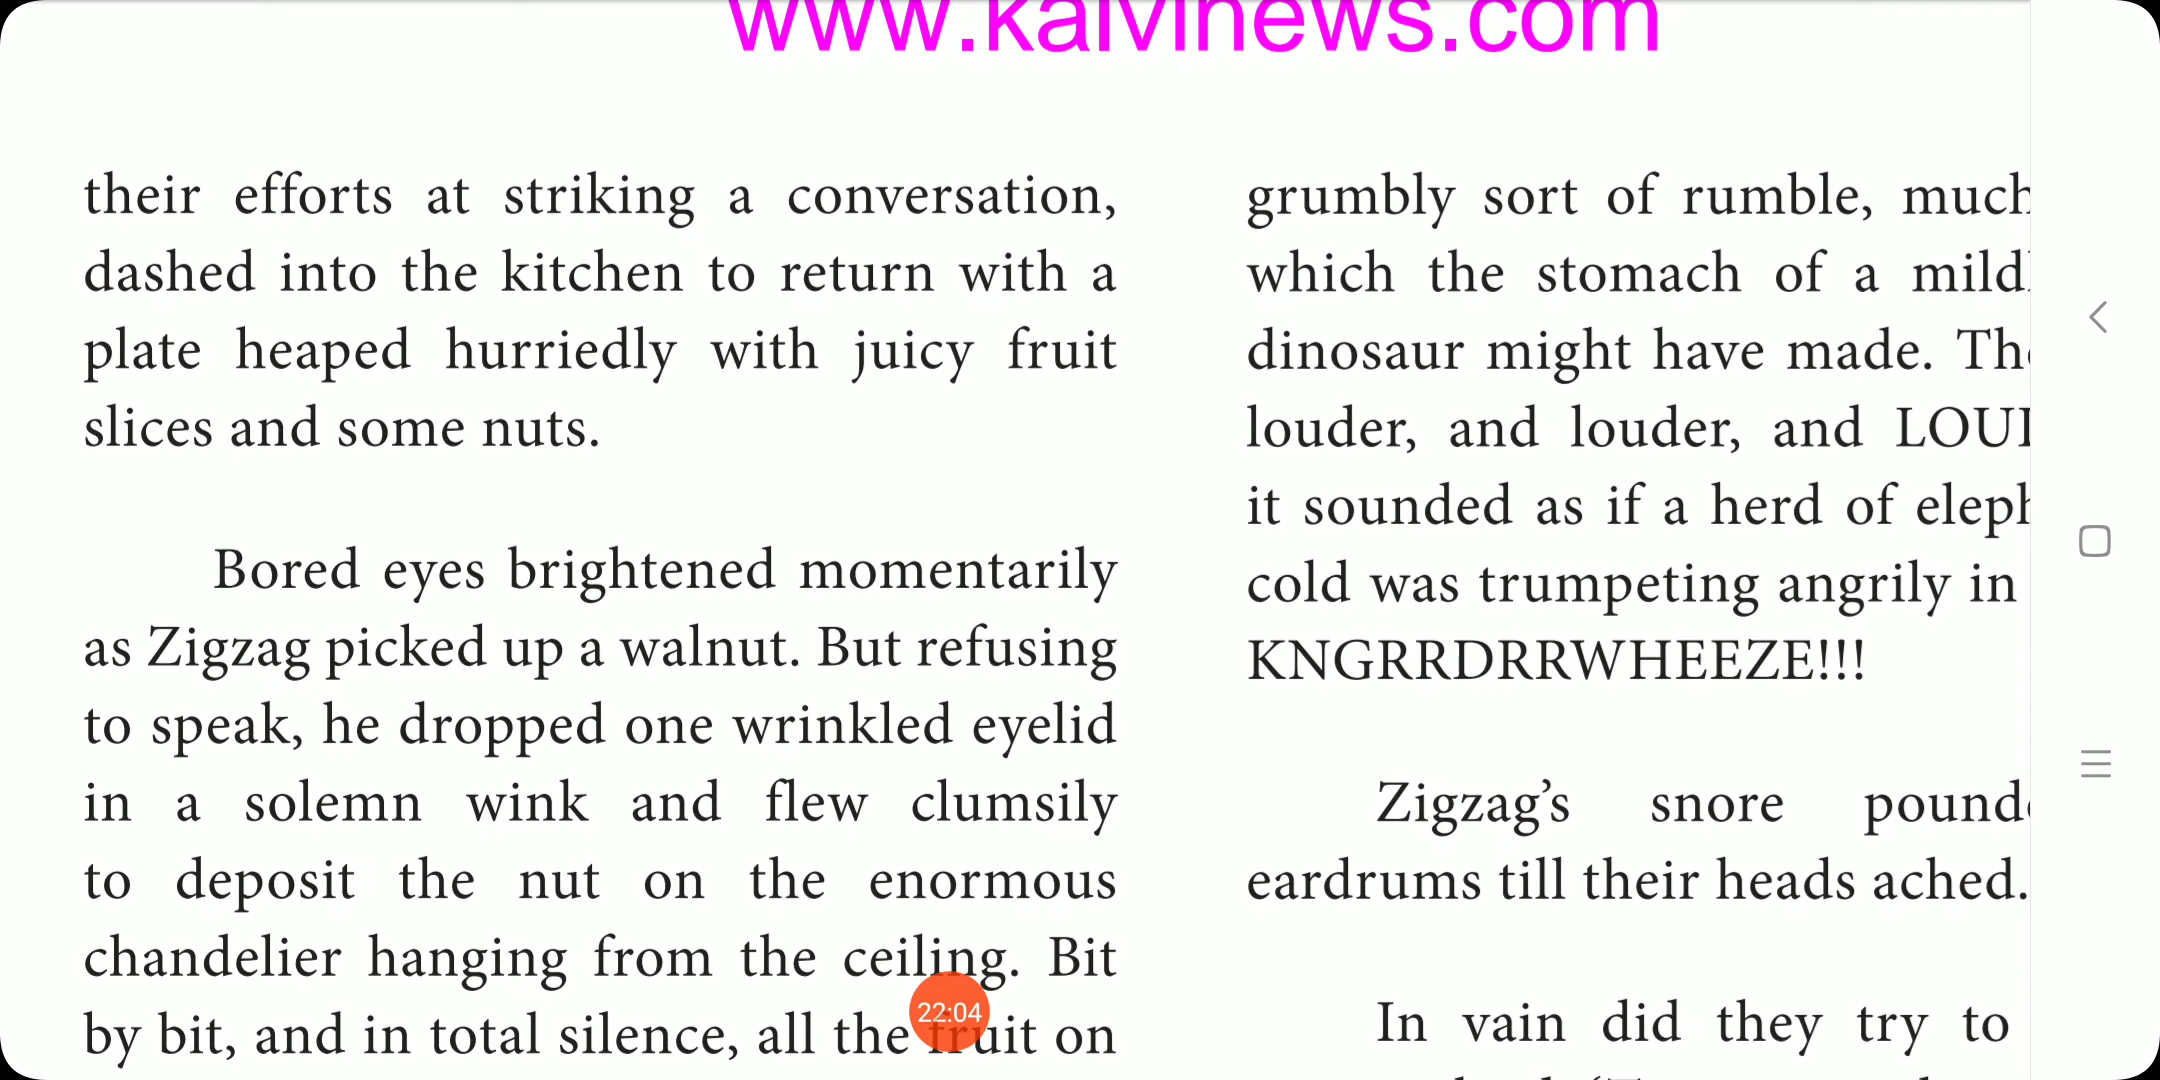 www.kalvinews.com
their efforts at striking a conversation,
dashed into the kitchen to return with a
plate heaped hurriedly with juicy fruit
slices and some nuts.
Bored eyes brightened momentarily
as Zigzag picked up a walnut. But refusing
to speak, he dropped one wrinkled eyelid
in a solemn wink and flew clumsily
to deposit the nut on the enormous
chandelier hanging from the ceiling. Bit
by bit, and in total silence, all the fruit on
22:04
grumbly sort of rumble, much
which the stomach of a mild
dinosaur might have made. The
louder, and louder, and
it sounded as if a herd of
cold was trumpeting angrily in
KNGRRDRRWHEEZE!!!
Zigzag’s snore
eardrums till their heads ached.
In vain did they try to